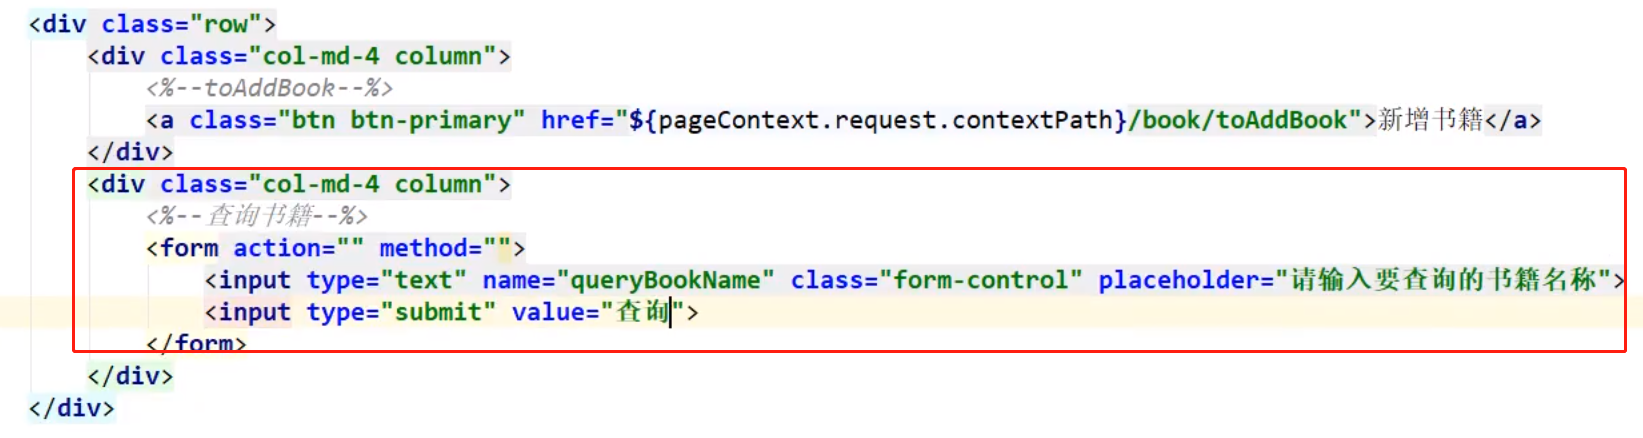 <div class="row">
<div class="col-md-4 column">
<%--toAddBook--%>
<a class="btn btn-primary" href="${pageContext.request.contextPath}/book/toAddBook">新增书籍</a>
</div>
<div class="col-md-4 column">
<%--查询书籍--%>
<form action="" method="">
<input type="text" name="queryBookName" class="form-control" placeholder="请输入要查询的书籍名称">
<input type="submit" value="查询">
</form>
</div>
</div>